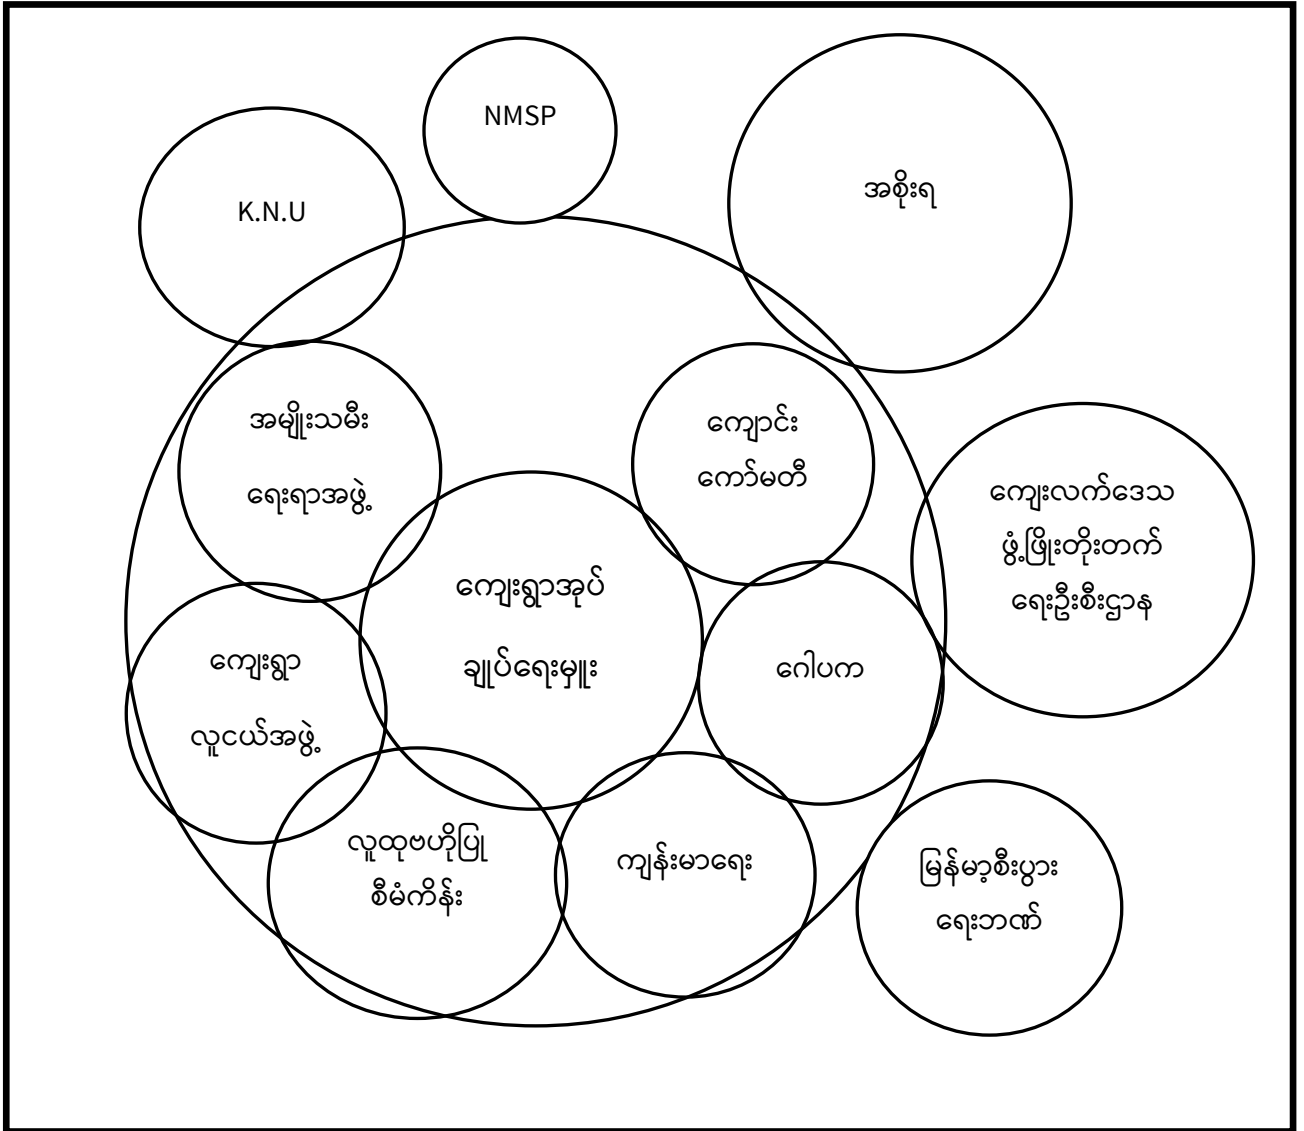 NMSP
K.N.U
အစိုးရ
အမျိုးသမီး
ရေးရာအဖွဲ့
ကျောင်း
ကော်မတီ
ကျေးလက်ဒေသ
ဖွံ့ဖြိုးတိုးတက်
ရေးဦးစီးဌာန
ကျေးရွာအုပ်
ချုပ်ရေးမှူး
ကျေးရွာ
လူငယ်အဖွဲ့
ဂေါပက
လူထုဗဟိုပြု
စီမံကိန်း
ကျန်းမာရေး
မြန်မာ့စီးပွား
ရေးဘဏ်